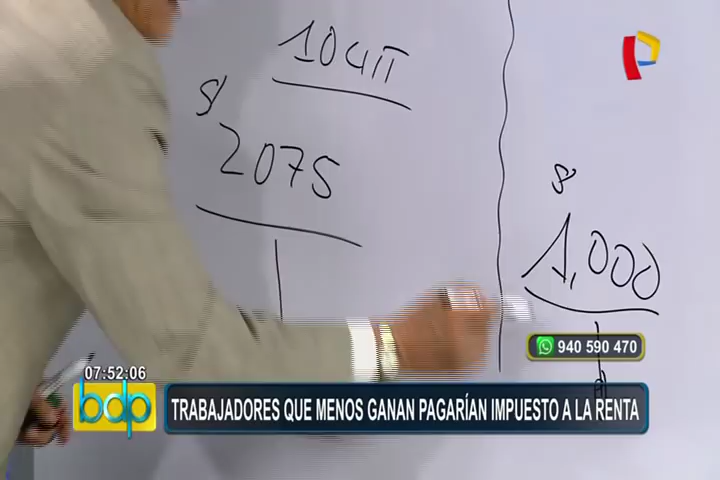 10 UIT
S/
2075
S/
1,000
940 590 470
07:52:06
bdp
TRABAJADORES QUE MENOS GANAN PAGARÍAN IMPUESTO A LA RENTA